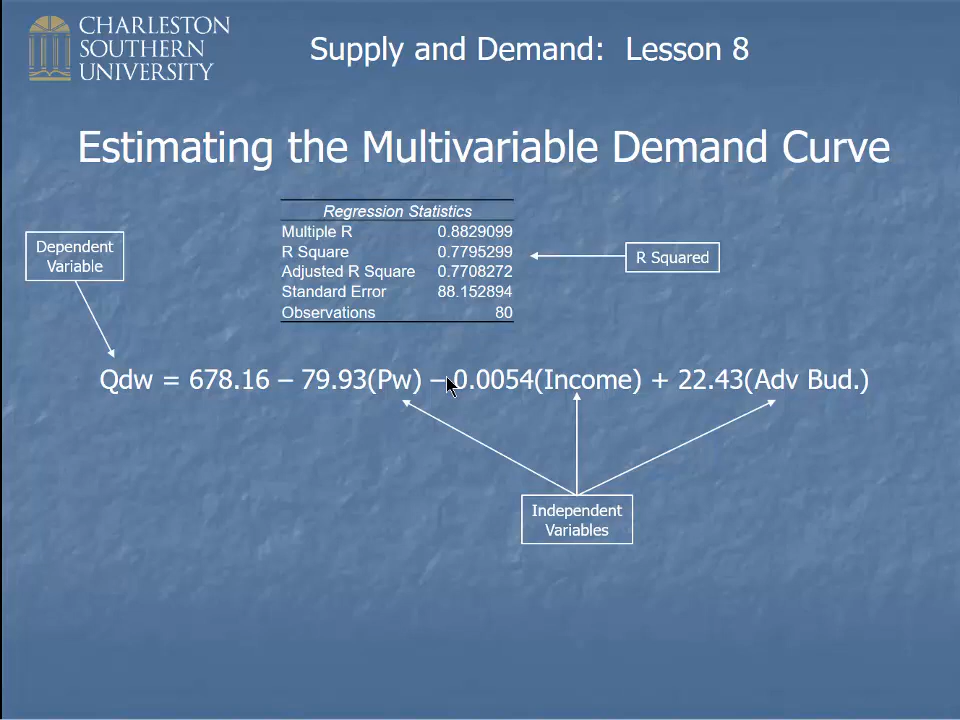 CHARLESTON
SOUTHERN
UNIVERSITY
Supply and Demand: Lesson 8
Estimating the Multivariable Demand Curve
Regression Statistics
Multiple R 0.8829099
R Square 0.7795299
Adjusted R Square 0.7708272
Standard Error 88.152894
Observations 80
Dependent
Variable
R Squared
Qdw = 678.16 – 79.93(Pw) – 0.0054(Income) + 22.43(Adv Bud.)
Independent
Variables